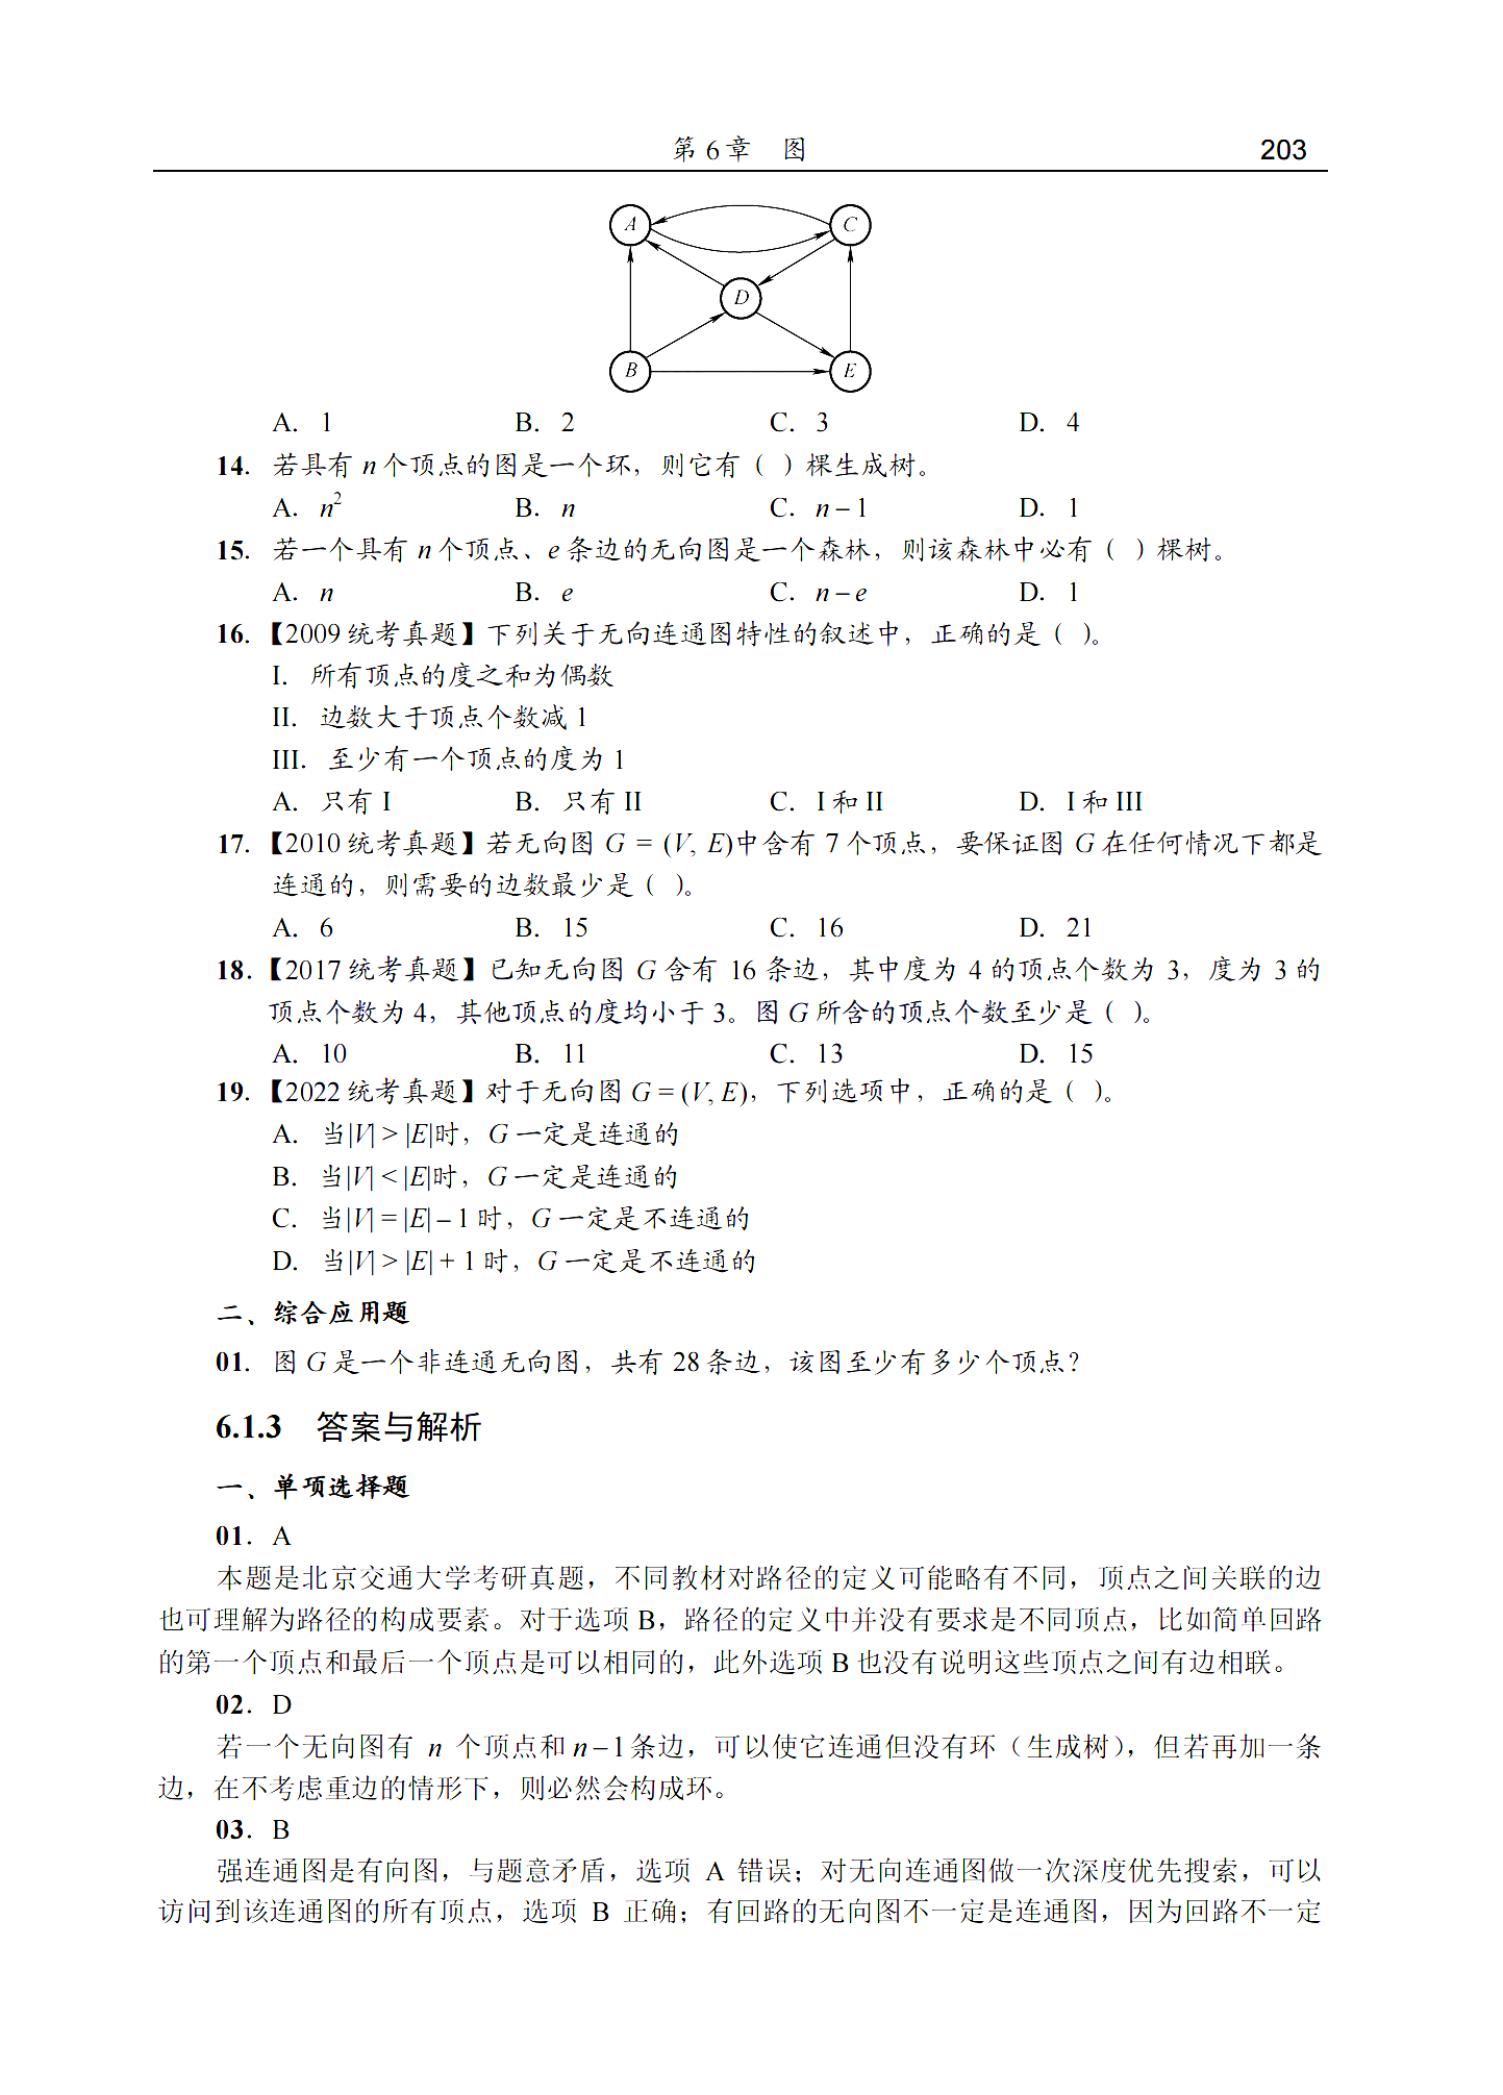 第 6 章 图 203
A C
D
B E
A. 1 B. 2 C. 3 D. 4
14. 若具有 n 个顶点的图是一个环，则它有（ ）棵生成树。
A. n² B. n C. n−1 D. 1
15. 若一个具有 n 个顶点、e 条边的无向图是一个森林，则该森林中必有（ ）棵树。
A. n B. e C. n−e D. 1
16.【2009 统考真题】下列关于无向连通图特性的叙述中，正确的是（ ）。
I. 所有顶点的度之和为偶数
II. 边数大于顶点个数减 1
III. 至少有一个顶点的度为 1
A. 只有 I B. 只有 II C. I 和 II D. I 和 III
17.【2010 统考真题】若无向图 G = (V, E)中含有 7 个顶点，要保证图 G 在任何情况下都是
连通的，则需要的边数最少是（ ）。
A. 6 B. 15 C. 16 D. 21
18.【2017 统考真题】已知无向图 G 含有 16 条边，其中度为 4 的顶点个数为 3，度为 3 的
顶点个数为 4，其他顶点的度均小于 3。图 G 所含的顶点个数至少是（ ）。
A. 10 B. 11 C. 13 D. 15
19.【2022 统考真题】对于无向图 G = (V, E)，下列选项中，正确的是（ ）。
A. 当|V| > |E|时，G 一定是连通的
B. 当|V| < |E|时，G 一定是连通的
C. 当|V| = |E| − 1 时，G 一定是不连通的
D. 当|V| > |E| + 1 时，G 一定是不连通的
二、综合应用题
01. 图 G 是一个非连通无向图，共有 28 条边，该图至少有多少个顶点？
6.1.3 答案与解析
一、单项选择题
01. A
本题是北京交通大学考研真题，不同教材对路径的定义可能略有不同，顶点之间关联的边
也可理解为路径的构成要素。对于选项 B，路径的定义中并没有要求是不同顶点，比如简单回路
的第一个顶点和最后一个顶点是可以相同的，此外选项 B 也没有说明这些顶点之间有边相联。
02. D
若一个无向图有 n 个顶点和 n−1 条边，可以使它连通但没有环（生成树），但若再加一条
边，在不考虑重边的情形下，则必然会构成环。
03. B
强连通图是有向图，与题意矛盾，选项 A 错误；对无向连通图做一次深度优先搜索，可以
访问到该连通图的所有顶点，选项 B 正确；有回路的无向图不一定是连通图，因为回路不一定